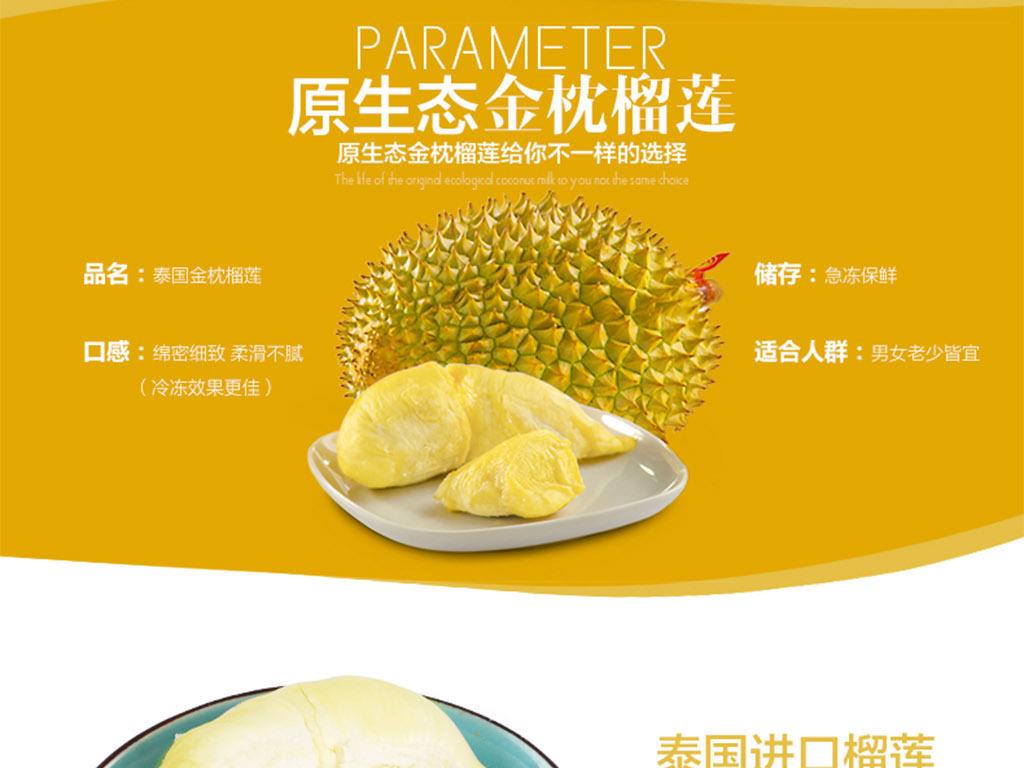 PARAMETER
原生态金枕榴莲
原生态金枕榴莲给你不一样的选择
The life of the original ecological coconut milk to you not the same choice
品名：泰国金枕榴莲
储存：急冻保鲜
口感：绵密细致 柔滑不腻
（冷冻效果更佳）
适合人群：男女老少皆宜
泰国进口榴莲